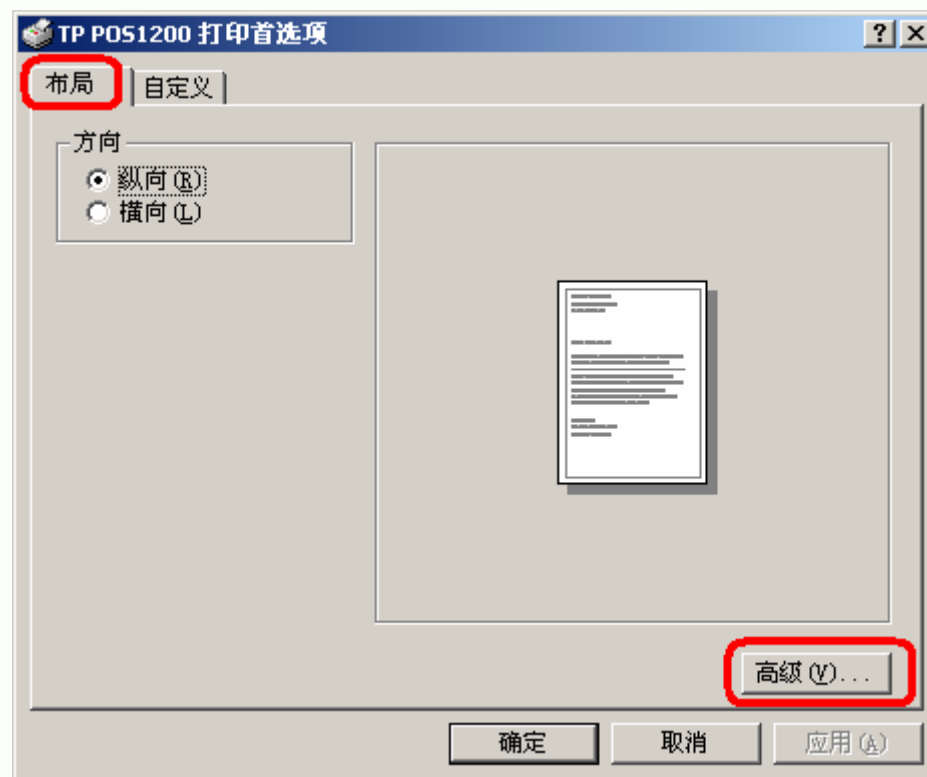 TP POS1200 打印首选项
布局 自定义
方向
纵向(R)
横向(L)
高级(V)...
确定 取消 应用(A)